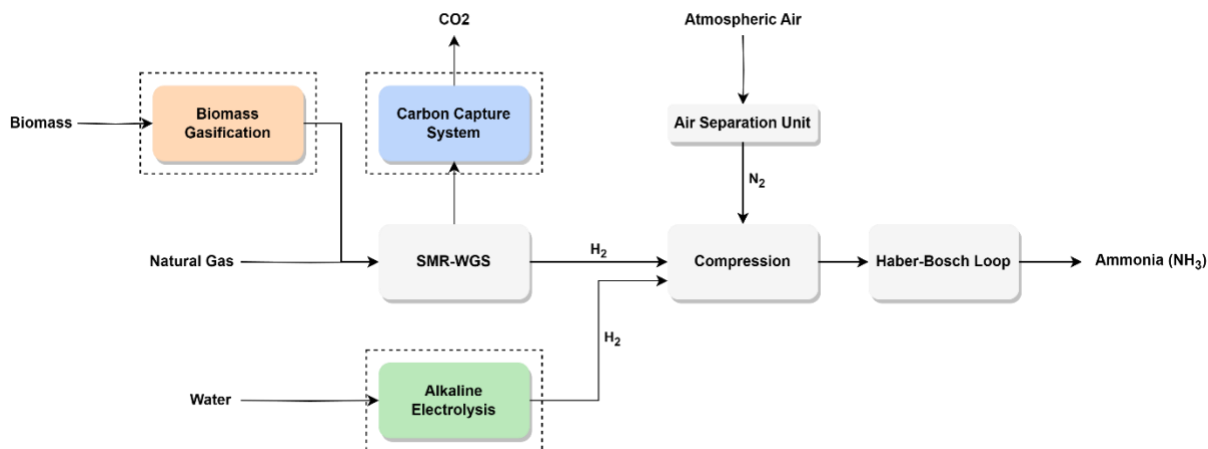 CO2
Atmospheric Air
Biomass
Biomass
Gasification
Carbon Capture
System
Air Separation Unit
N₂
Natural Gas
SMR-WGS
H₂
Compression
Haber-Bosch Loop
Ammonia (NH₃)
H₂
Water
Alkaline
Electrolysis